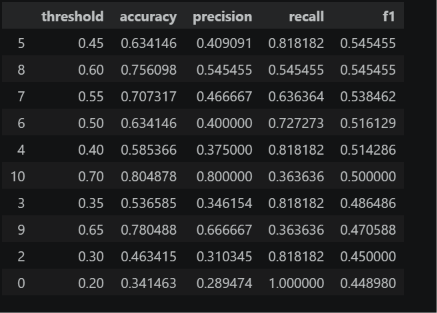 threshold accuracy precision recall f1
5 0.45 0.634146 0.409091 0.818182 0.545455
8 0.60 0.756098 0.545455 0.545455 0.545455
7 0.55 0.707317 0.466667 0.636364 0.538462
6 0.50 0.634146 0.400000 0.727273 0.516129
4 0.40 0.585366 0.375000 0.818182 0.514286
10 0.70 0.804878 0.800000 0.363636 0.500000
3 0.35 0.536585 0.346154 0.818182 0.486486
9 0.65 0.780488 0.666667 0.363636 0.470588
2 0.30 0.463415 0.310345 0.818182 0.450000
0 0.20 0.341463 0.289474 1.000000 0.448980